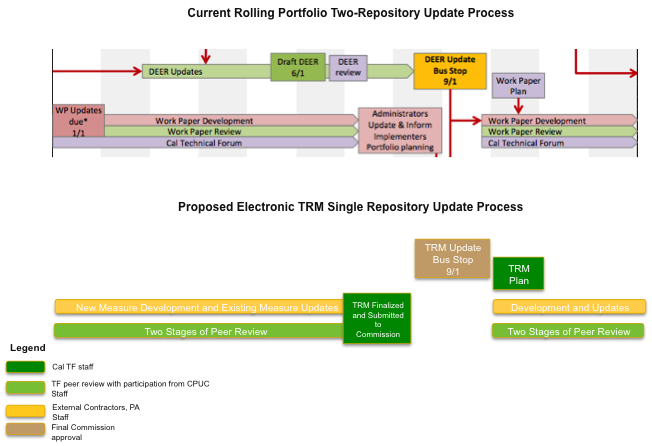 Current Rolling Portfolio Two-Repository Update Process
DEER Updates
Draft DEER
6/1
DEER
review
DEER Update
Bus Stop
9/1
Work Paper
Plan
WP Updates
due*
1/1
Work Paper Development
Work Paper Review
Cal Technical Forum
Administrators
Update & Inform
Implementers
Portfolio planning
Work Paper Development
Work Paper Review
Cal Technical Forum
Proposed Electronic TRM Single Repository Update Process
TRM Update
Bus Stop
9/1
TRM
Plan
New Measure Development and Existing Measure Updates
Two Stages of Peer Review
TRM Finalized
and Submitted
to
Commission
Development and Updates
Two Stages of Peer Review
Legend
Cal TF staff
TF peer review with participation from CPUC
Staff
External Contractors, PA
Staff
Final Commission
approval